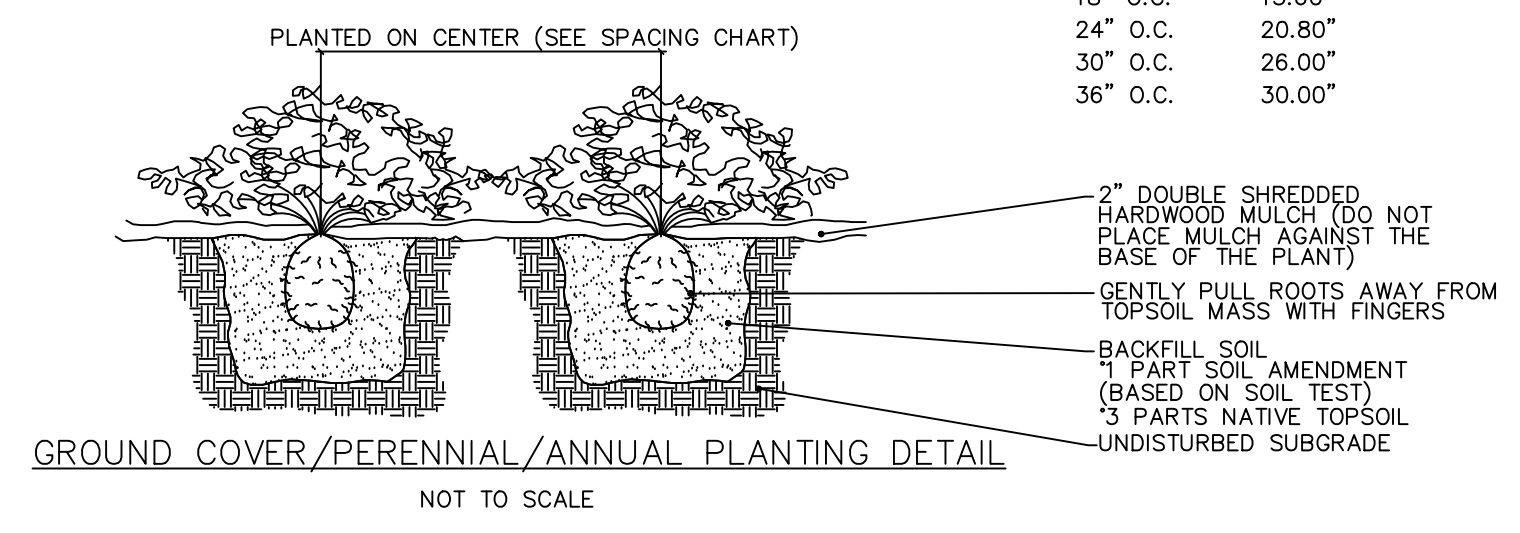 PLANTED ON CENTER (SEE SPACING CHART)
24" O.C. 20.80"
30" O.C. 26.00"
36" O.C. 30.00"
2" DOUBLE SHREDDED
HARDWOOD MULCH (DO NOT
PLACE MULCH AGAINST THE
BASE OF THE PLANT)
GENTLY PULL ROOTS AWAY FROM
TOPSOIL MASS WITH FINGERS
BACKFILL SOIL
°1 PART SOIL AMENDMENT
(BASED ON SOIL TEST)
°3 PARTS NATIVE TOPSOIL
UNDISTURBED SUBGRADE
GROUND COVER/PERENNIAL/ANNUAL PLANTING DETAIL
NOT TO SCALE